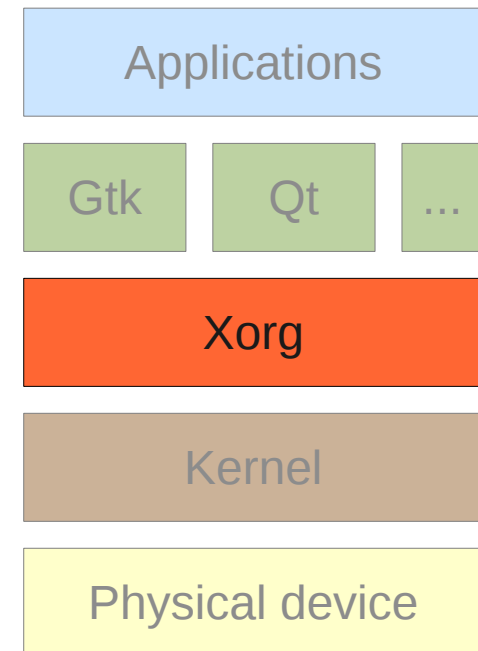 Applications
Gtk Qt ...
Xorg
Kernel
Physical device